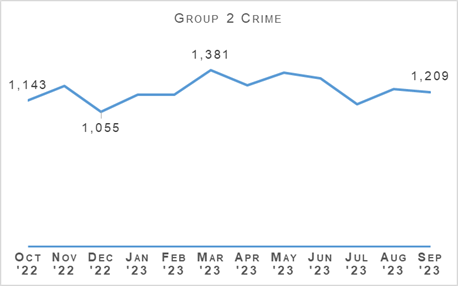 GROUP 2 CRIME
1,381
1,143
1,209
1,055
OCT NOV DEC JAN FEB MAR APR MAY JUN JUL AUG SEP
'22 '22 '22 '23 '23 '23 '23 '23 '23 '23 '23 '23